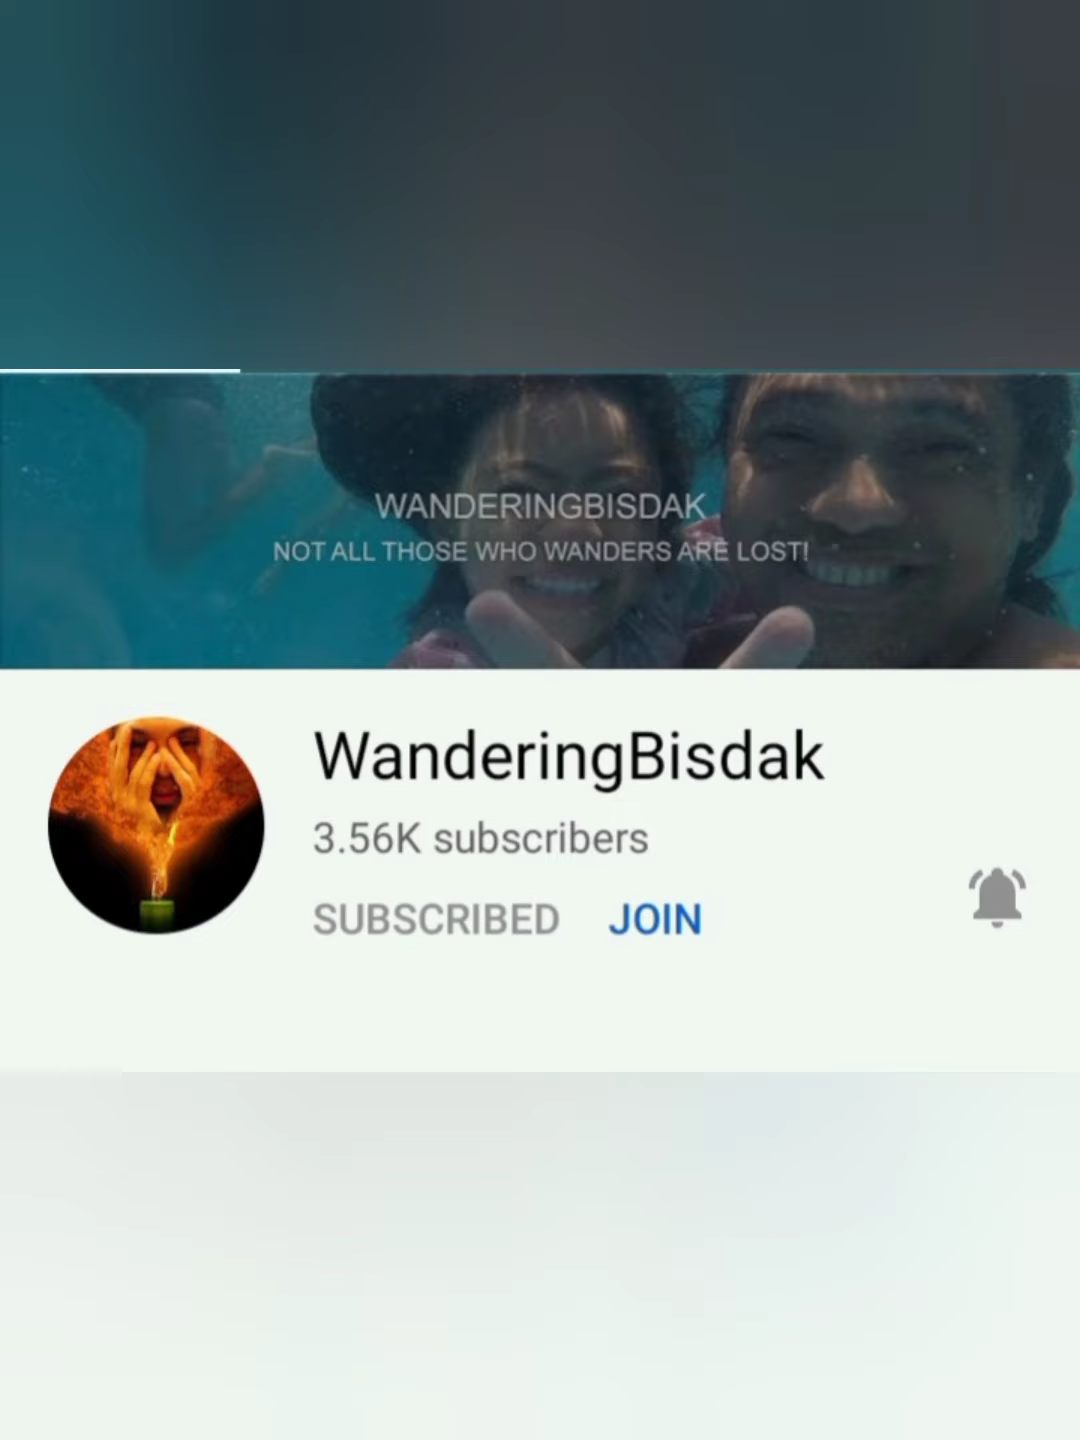 WANDERINGBISDAK
NOT ALL THOSE WHO WANDERS ARE LOST!
WanderingBisdak
3.56K subscribers
SUBSCRIBED JOIN